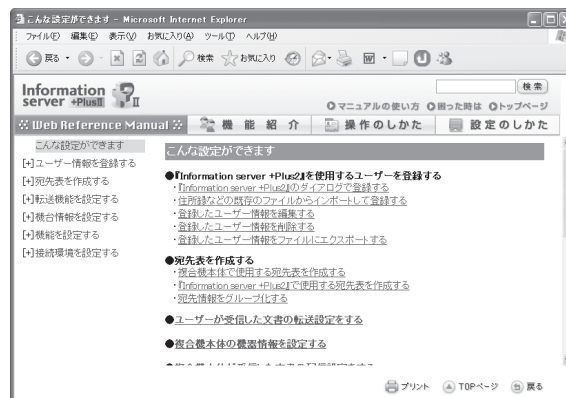 こんな設定ができます - Microsoft Internet Explorer
ファイル(F) 編集(E) 表示(V) お気に入り(A) ツール(T) ヘルプ(H)
戻る 検索 お気に入り
Information server +PlusⅡ Ⅱ
検索
マニュアルの使い方 困った時は トップページ
Web Reference Manual 機能紹介 操作のしかた 設定のしかた
こんな設定ができます
[+]ユーザー情報を登録する
[+]宛先表を作成する
[+]転送機能を設定する
[+]機台情報を設定する
[+]機能を設定する
[+]接続環境を設定する
こんな設定ができます
●『Information server +Plus2』を使用するユーザーを登録する
・『Information server +Plus2』のダイアログで登録する
・住所録などの既存のファイルからインポートして登録する
・登録したユーザー情報を編集する
・登録したユーザー情報を削除する
・登録したユーザー情報をファイルにエクスポートする
●宛先表を作成する
・複合機本体で使用する宛先表を作成する
・『Information server +Plus2』で使用する宛先表を作成する
・宛先情報をグループ化する
●ユーザーが受信した文書の転送設定をする
●複合機本体の機器情報を設定する
プリント TOPページ 戻る